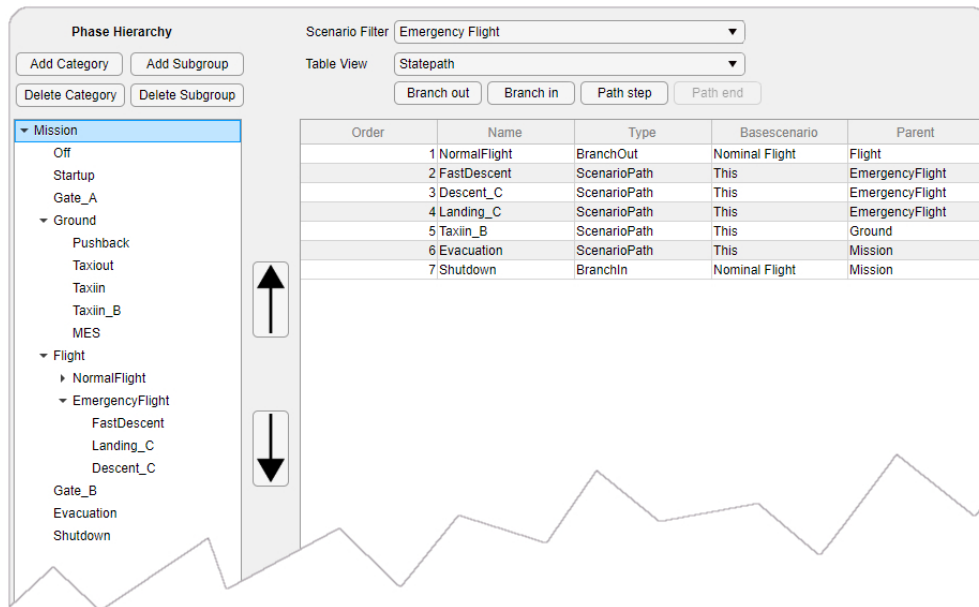 Phase Hierarchy
Add Category Add Subgroup
Delete Category Delete Subgroup
Mission
Off
Startup
Gate_A
Ground
Pushback
Taxiout
Taxiin
Taxiin_B
MES
Flight
NormalFlight
EmergencyFlight
FastDescent
Landing_C
Descent_C
Gate_B
Evacuation
Shutdown
Scenario Filter Emergency Flight
Table View Statepath
Branch out Branch in Path step Path end
Order Name Type Basescenario Parent
1 NormalFlight BranchOut Nominal Flight Flight
2 FastDescent ScenarioPath This EmergencyFlight
3 Descent_C ScenarioPath This EmergencyFlight
4 Landing_C ScenarioPath This EmergencyFlight
5 Taxiin_B ScenarioPath This Ground
6 Evacuation ScenarioPath This Mission
7 Shutdown BranchIn Nominal Flight Mission